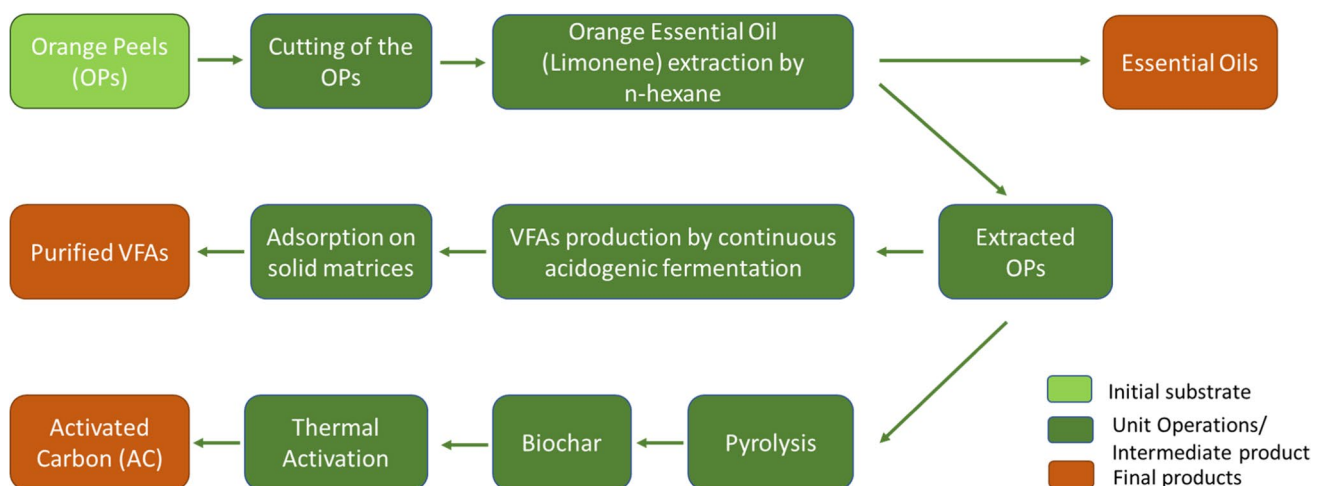 Orange Peels
(OPs)
Cutting of the
OPs
Orange Essential Oil
(Limonene) extraction by
n-hexane
Essential Oils
Purified VFAs
Adsorption on
solid matrices
VFAs production by continuous
acidogenic fermentation
Extracted
OPs
Activated
Carbon (AC)
Thermal
Activation
Biochar
Pyrolysis
Initial substrate
Unit Operations/
Intermediate product
Final products